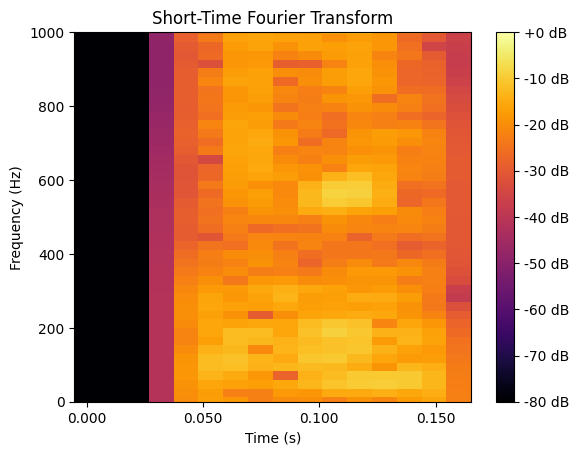 Short-Time Fourier Transform
1000
800
600
400
200
0
Frequency (Hz)
0.000
0.050
0.100
0.150
Time (s)
+0 dB
-10 dB
-20 dB
-30 dB
-40 dB
-50 dB
-60 dB
-70 dB
-80 dB